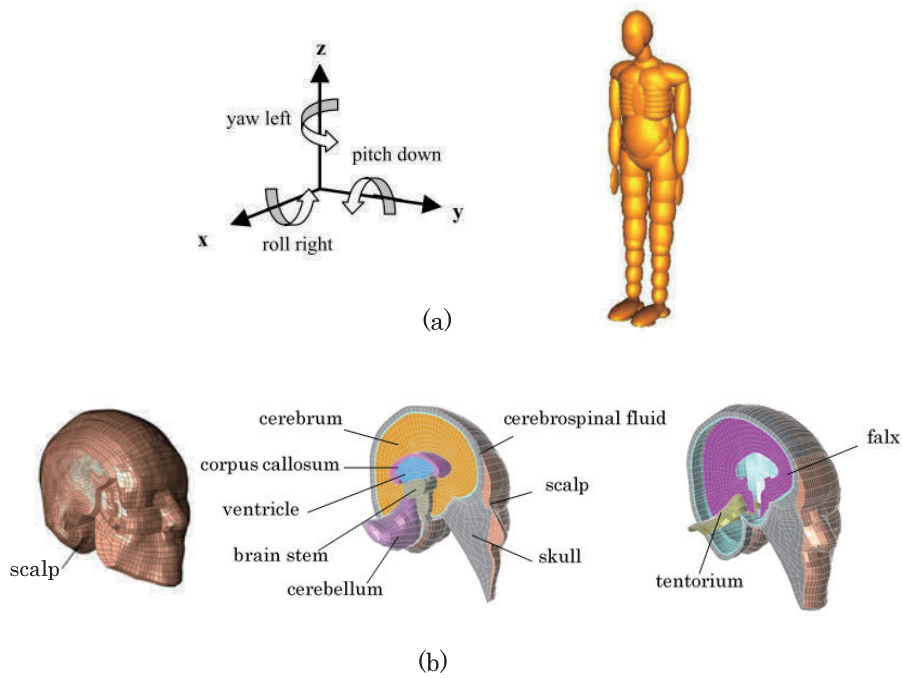 z
yaw left
pitch down
x
roll right
y
(a)
cerebrum
cerebrospinal fluid
falx
corpus callosum
scalp
ventricle
brain stem
skull
scalp
cerebellum
tentorium
(b)